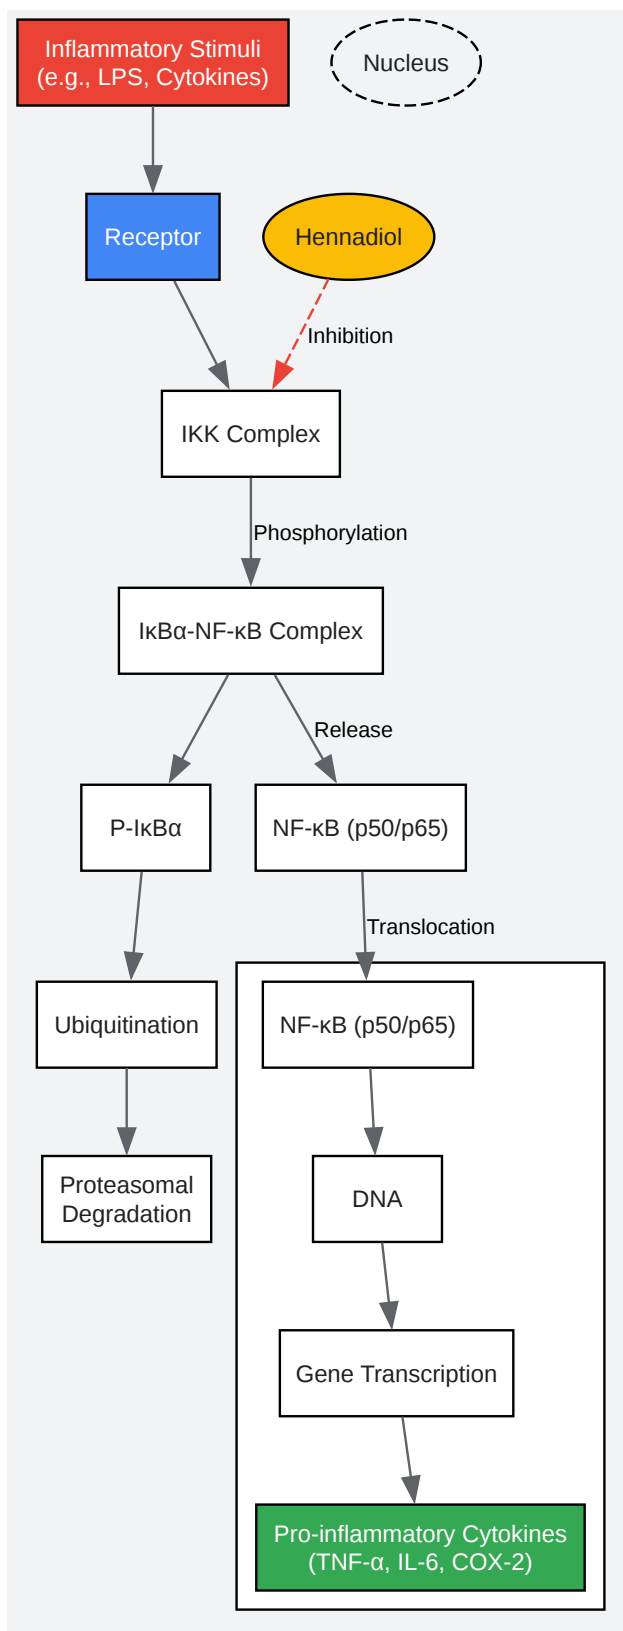 Inflammatory Stimuli
(e.g., LPS, Cytokines)
Nucleus
Receptor
Hennadiol
Inhibition
IKK Complex
Phosphorylation
IκBα-NF-κB Complex
Release
P-IκBα
NF-κB (p50/p65)
Translocation
Ubiquitination
NF-κB (p50/p65)
Proteasomal
Degradation
DNA
Gene Transcription
Pro-inflammatory Cytokines
(TNF-α, IL-6, COX-2)